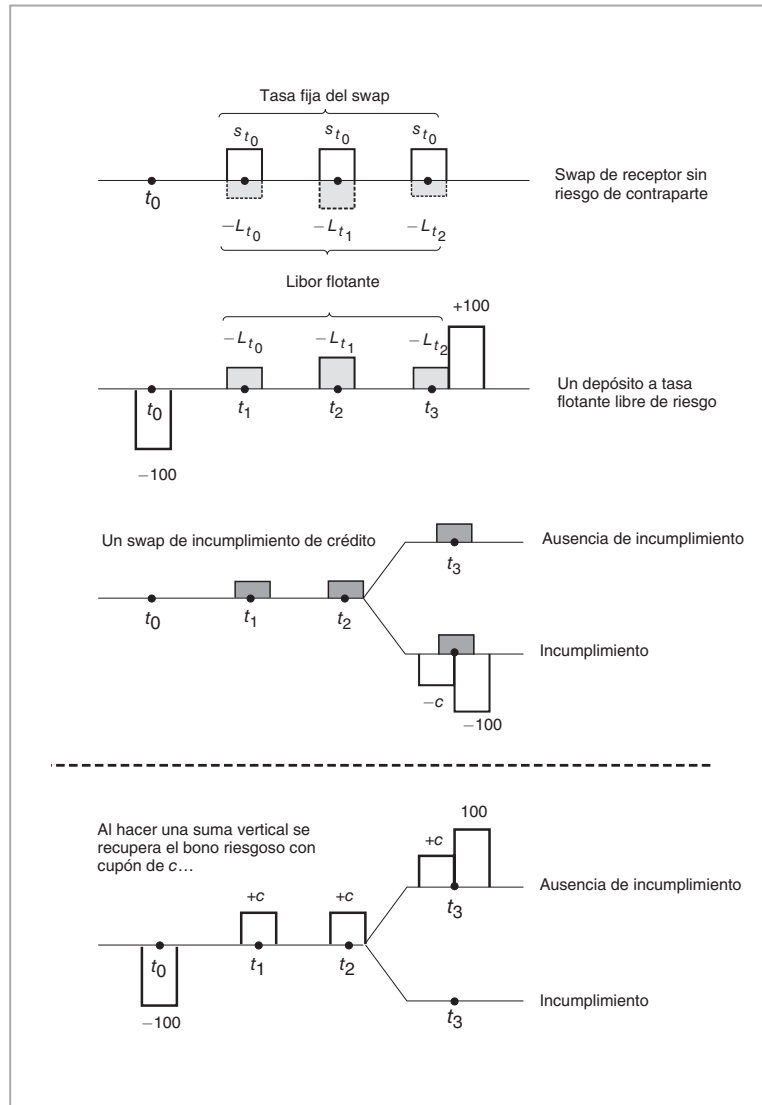 Tasa fija del swap
s_{t_0} s_{t_0} s_{t_0}
t_0
Swap de receptor sin
riesgo de contraparte
−L_{t_0} −L_{t_1} −L_{t_2}
Libor flotante
+100
−L_{t_0} −L_{t_1} −L_{t_2}
t_0 t_1 t_2 t_3
Un depósito a tasa
flotante libre de riesgo
−100
Un swap de incumplimiento de crédito
Ausencia de incumplimiento
t_3
t_0 t_1 t_2
Incumplimiento
−c
−100
Al hacer una suma vertical se
recupera el bono riesgoso con
cupón de c…
100
+c
Ausencia de incumplimiento
t_3
+c +c
t_0 t_1 t_2
−100
Incumplimiento
t_3